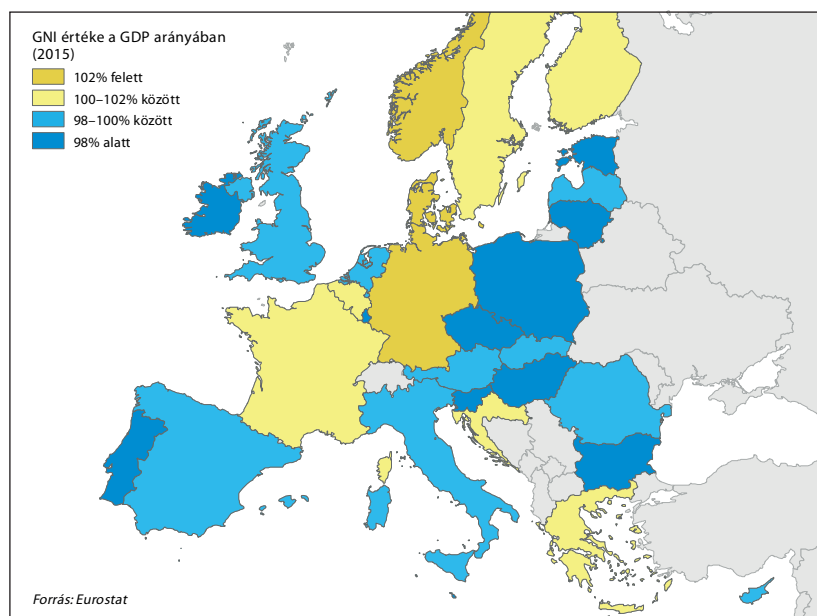 GNI értéke a GDP arányában
(2015)
102% felett
100–102% között
98–100% között
98% alatt
Forrás: Eurostat